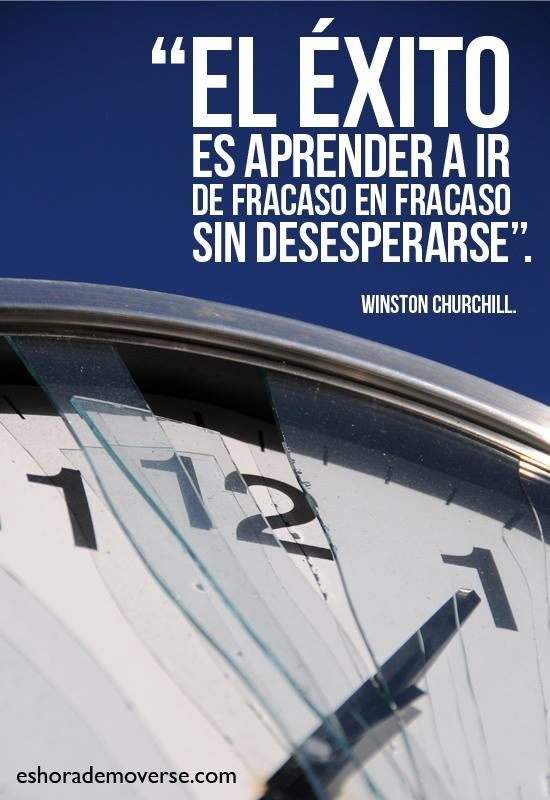 “EL ÉXITO
ES APRENDER A IR
DE FRACASO EN FRACASO
SIN DESESPERARSE”.
WINSTON CHURCHILL.
11
12
1
eshorademoverse.com